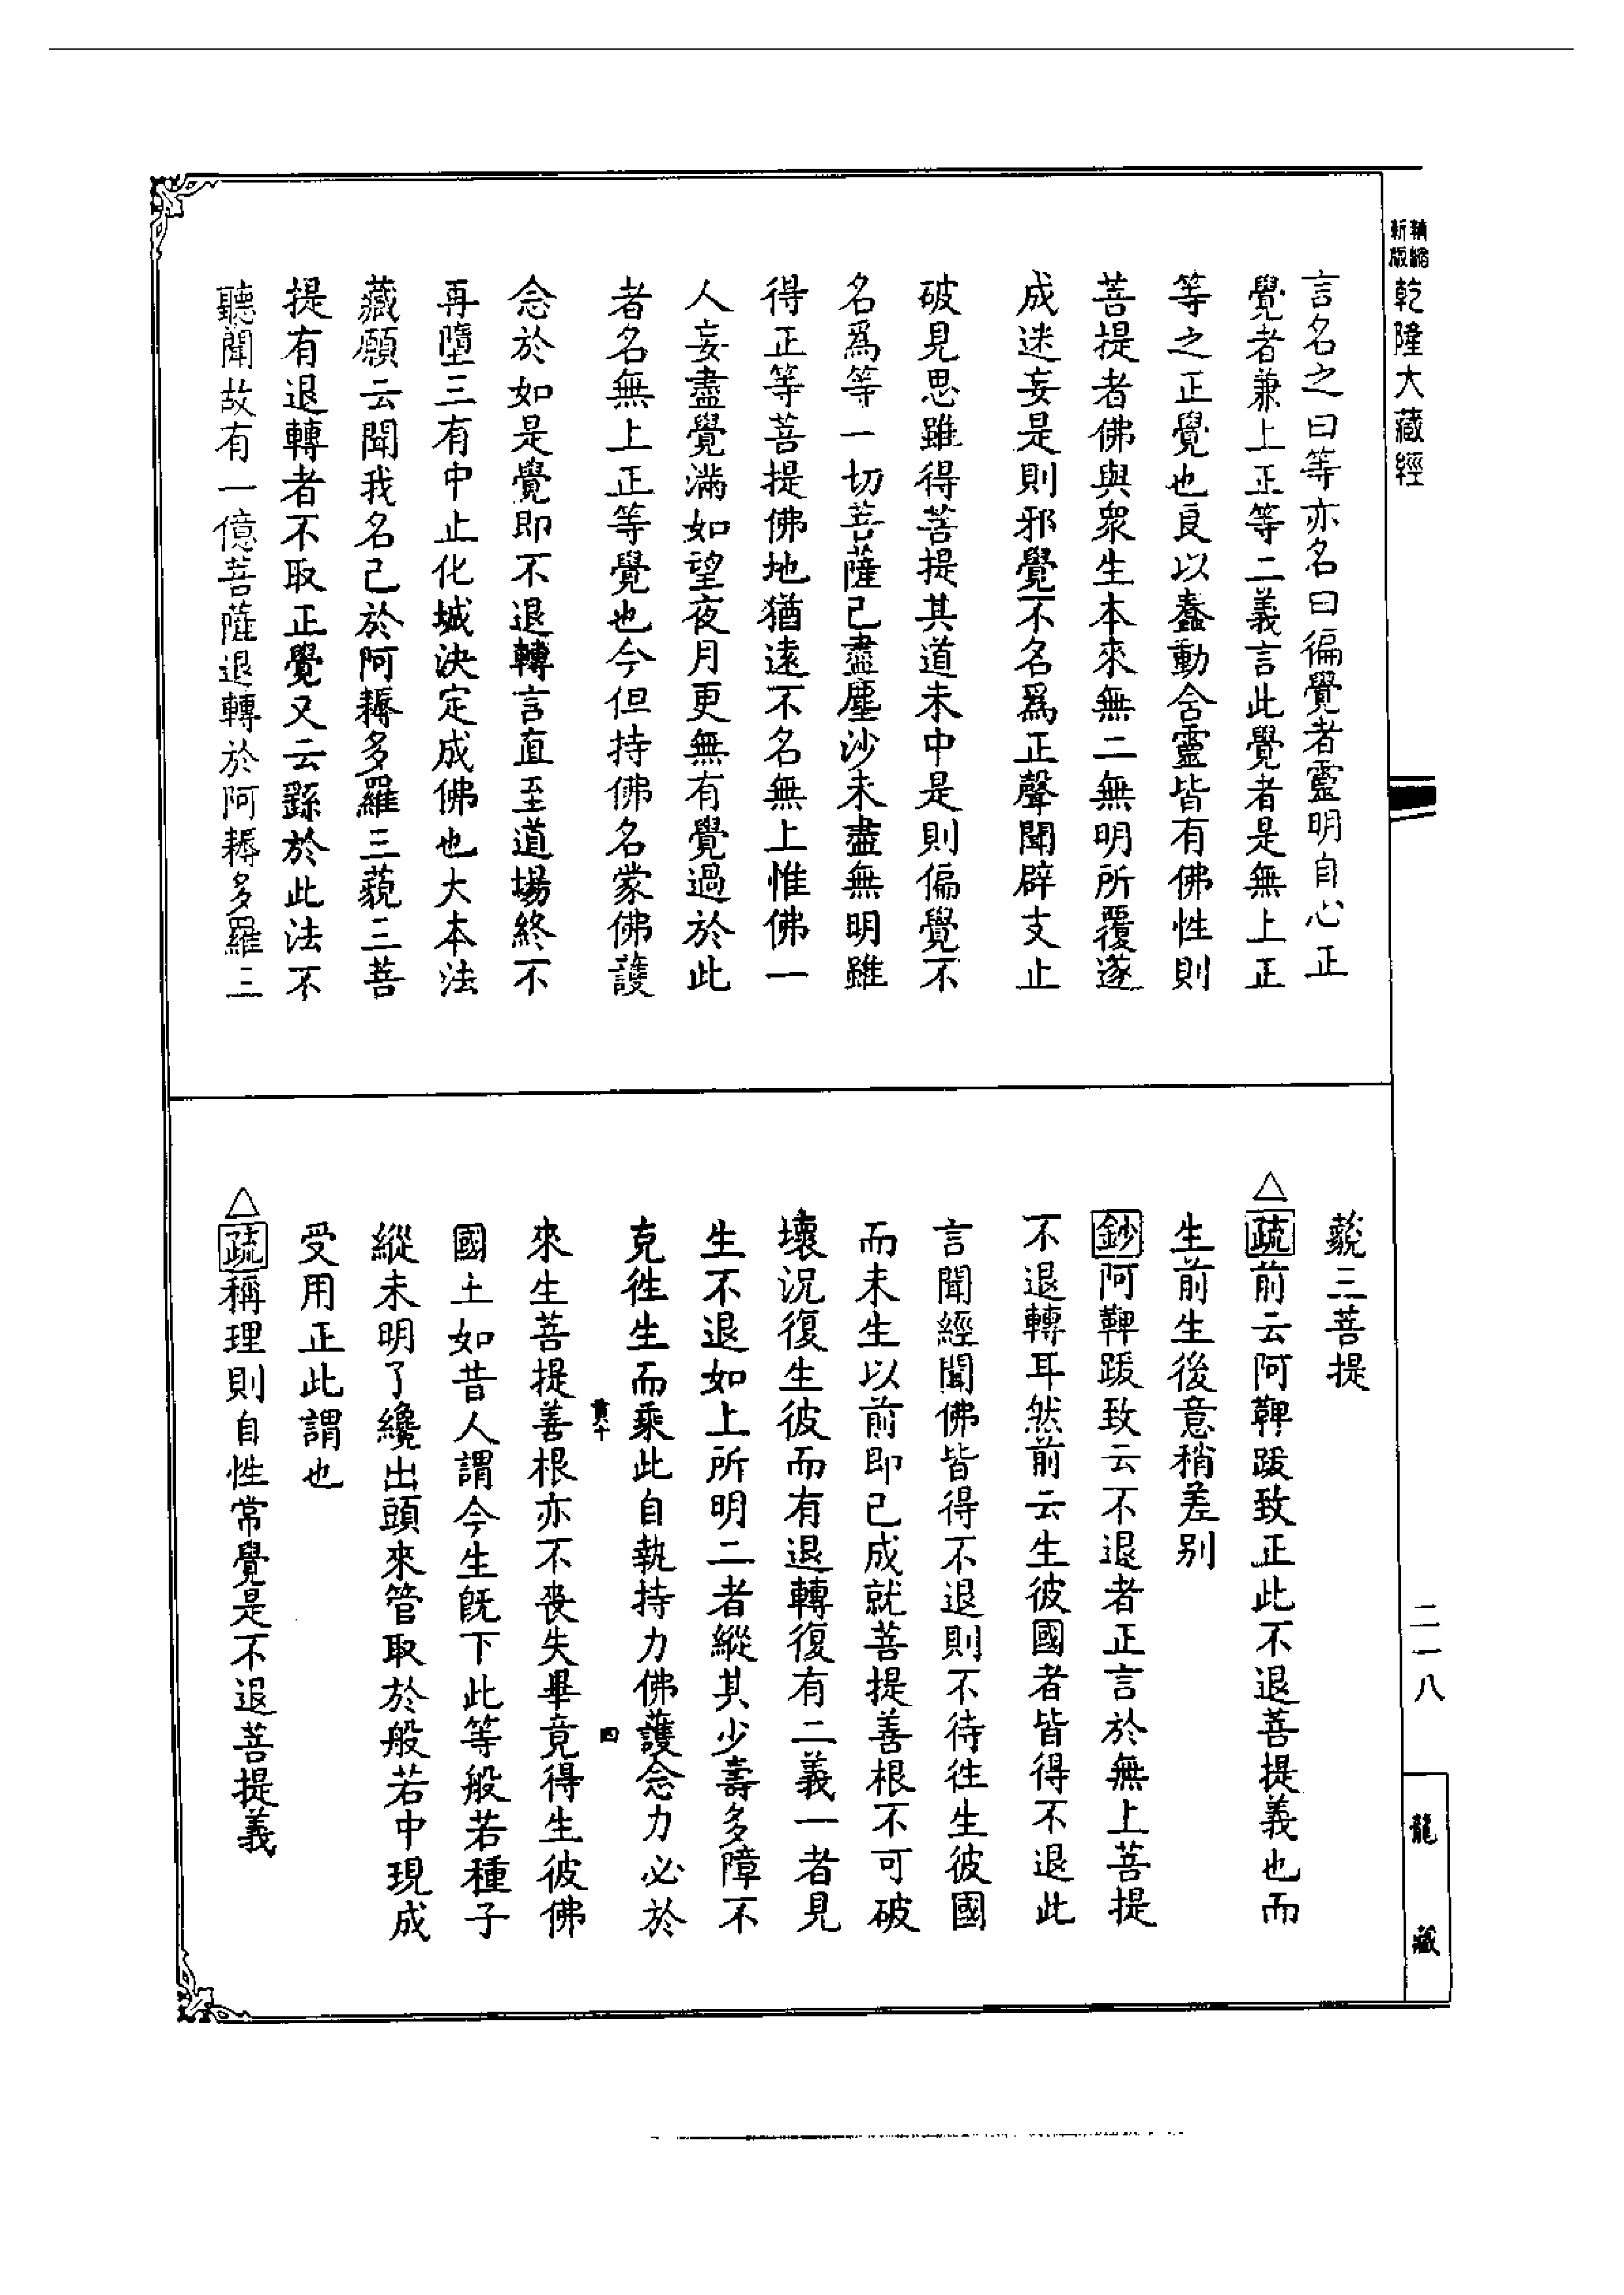 精縮新版
乾隆大藏經
言名之曰等亦名曰徧覺者靈明自心正
覺者兼上正等二義言此覺者是無上正
等之正覺也良以蠢動含靈皆有佛性則
菩提者佛與眾生本來無二無明所覆遂
成迷妄是則邪覺不名爲正聲聞辟支止
破見思雖得菩提其道未中是則偏覺不
名爲等一切菩薩已盡塵沙未盡無明雖
得正等菩提佛地猶遠不名無上惟佛一
人妄盡覺滿如望夜月更無有覺過於此
者名無上正等覺也今但持佛名蒙佛護
念於如是覺即不退轉言直至道場終不
再墮三有中止化城決定成佛也大本法
藏願云聞我名已於阿耨多羅三藐三菩
提有退轉者不取正覺又云繇於此法不
聽聞故有一億菩薩退轉於阿耨多羅三
藐三菩提
△疏前云阿鞞跋致正此不退菩提義也而
生前生後意稍差別
鈔阿鞞跋致云不退者正言於無上菩提
不退轉耳然前云生彼國者皆得不退此
言聞經聞佛皆得不退則不待往生彼國
而未生以前即已成就菩提善根不可破
壞況復生彼而有退轉復有二義一者見
生不退如上所明二者縱其少壽多障不
克往生而乘此自執持力佛護念力必於
來生菩提善根亦不喪失畢竟得生彼佛
國土如昔人謂今生旣下此等般若種子
縱未明了纔出頭來管取於般若中現成
受用正此謂也
△疏稱理則自性常覺是不退菩提義
四
二一八
龍藏